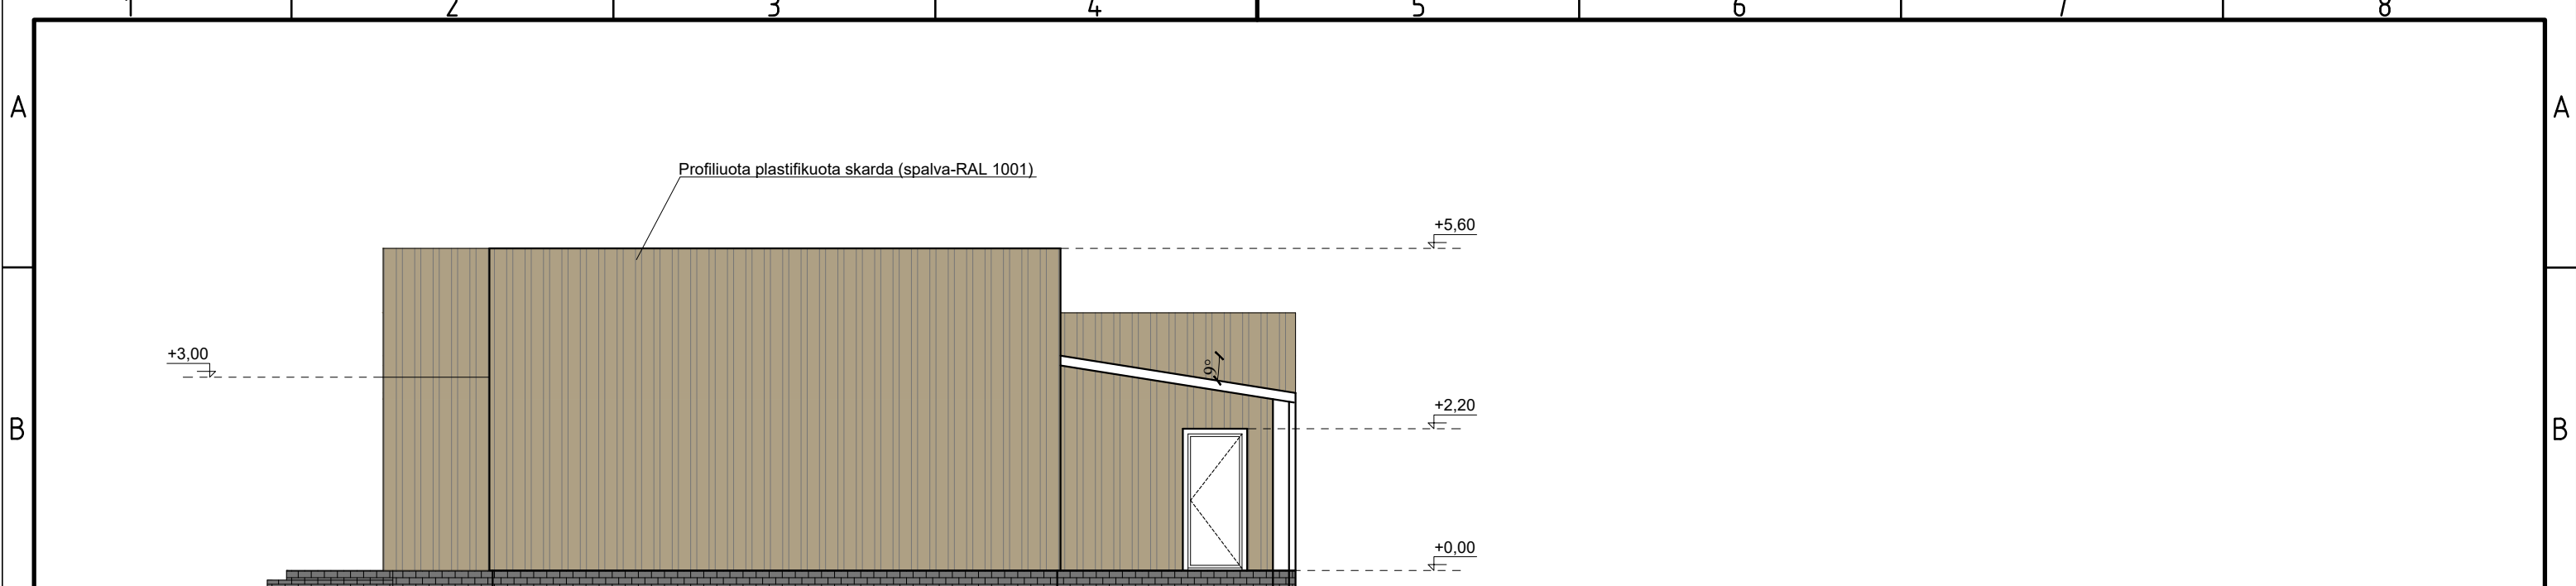 1 2 3 4 5 6 7 8
A A
Profiliuota plastifikuota skarda (spalva-RAL 1001)
+5,60
+3,00
9°
+2,20
B B
+0,00